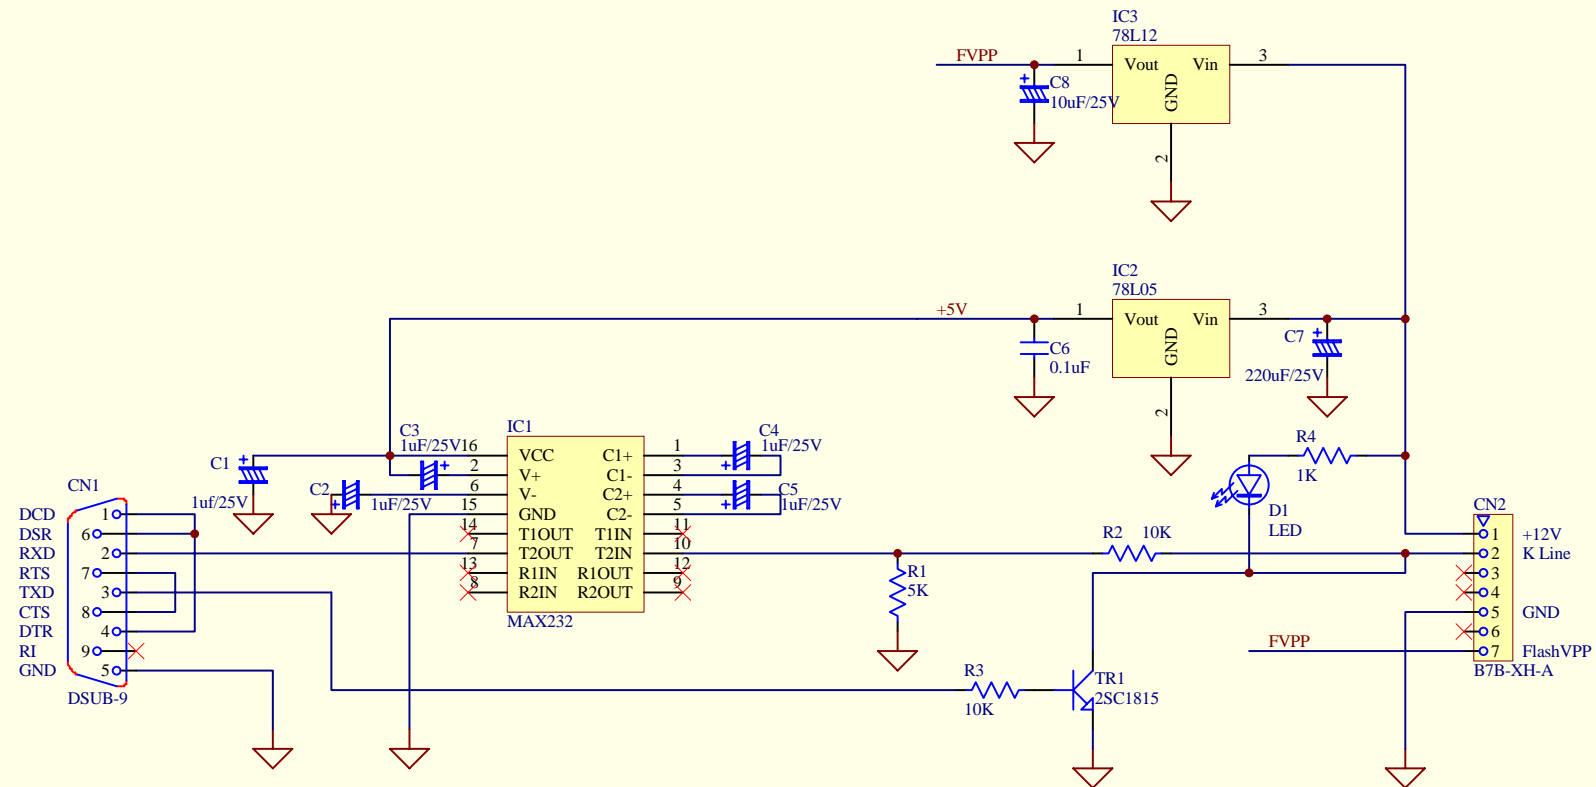 IC3
78L12
FVPP
1
Vout
Vin
3
GND
2
+
C8
10uF/25V
IC2
78L05
+5V
1
Vout
Vin
3
GND
2
C6
0.1uF
C7
+
220uF/25V
R4
1K
D1
LED
C3
1uF/25V
+
C1
+
1uf/25V
C2
+
1uF/25V
IC1
16 VCC C1+ 1
2 V+ C1- 3
6 V- C2+ 4
15 GND C2- 5
14 T1OUT T1IN 11
7 T2OUT T2IN 10
13 R1IN R1OUT 12
8 R2IN R2OUT 9
MAX232
C4
1uF/25V
+
C5
1uF/25V
+
CN1
DCD 1
DSR 6
RXD 2
RTS 7
TXD 3
CTS 8
DTR 4
RI 9
GND 5
DSUB-9
R1
5K
R2 10K
R3
10K
TR1
2SC1815
CN2
1 +12V
2 K Line
3
4
5 GND
6
FVPP
7 FlashVPP
B7B-XH-A